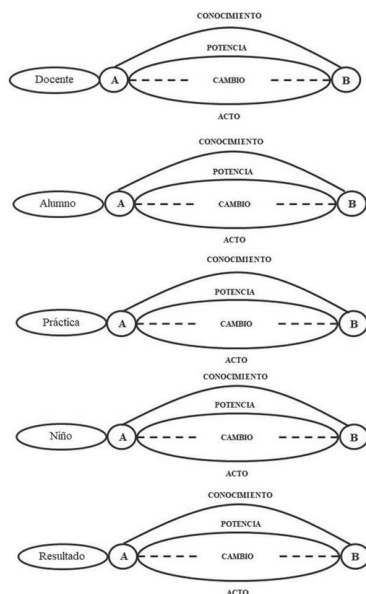 CONOCIMIENTO
POTENCIA
Docente A CAMBIO B
ACTO
CONOCIMIENTO
POTENCIA
Alumno A CAMBIO B
ACTO
CONOCIMIENTO
POTENCIA
Práctica A CAMBIO B
ACTO
CONOCIMIENTO
POTENCIA
Niño A CAMBIO B
ACTO
CONOCIMIENTO
POTENCIA
Resultado A CAMBIO B
ACTO